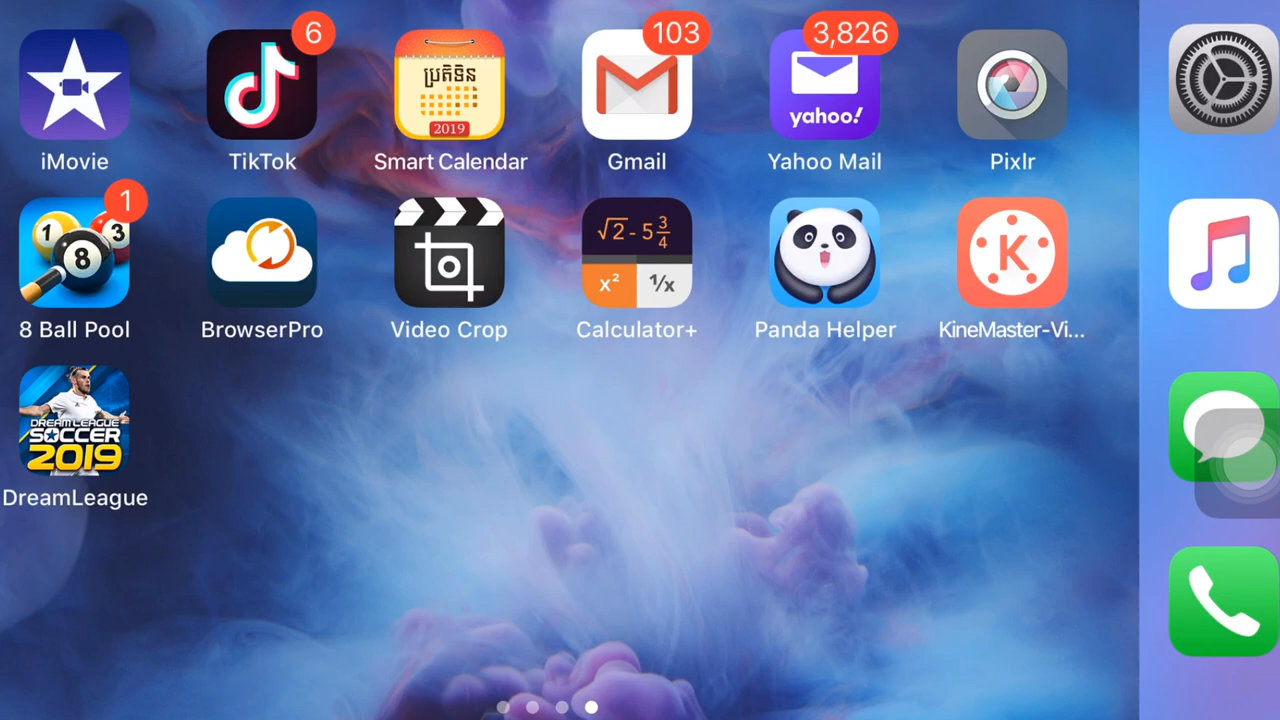 6
103
3,826
ប្រតិទិន
2019
yahoo!
iMovie
TikTok
Smart Calendar
Gmail
Yahoo Mail
Pixlr
1
1
3
8
√2 - 5 3/4
x² ¹/x
K
8 Ball Pool
BrowserPro
Video Crop
Calculator+
Panda Helper
KineMaster-Vi...
DREAM LEAGUE
SOCCER
2019
DreamLeague